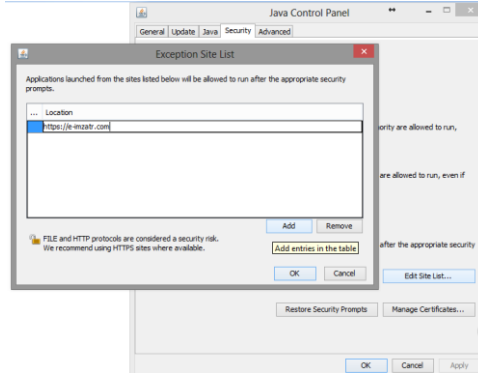 Java Control Panel
General Update Java Security Advanced
Exception Site List
Applications launched from the sites listed below will be allowed to run after the appropriate security
prompts.
... Location
https://e-imzatr.com
ority are allowed to run,
are allowed to run, even if
Add Remove
FILE and HTTP protocols are considered a security risk.
We recommend using HTTPS sites where available.
Add entries in the table
after the appropriate security
OK Cancel
Edit Site List...
Restore Security Prompts Manage Certificates...
OK Cancel Apply